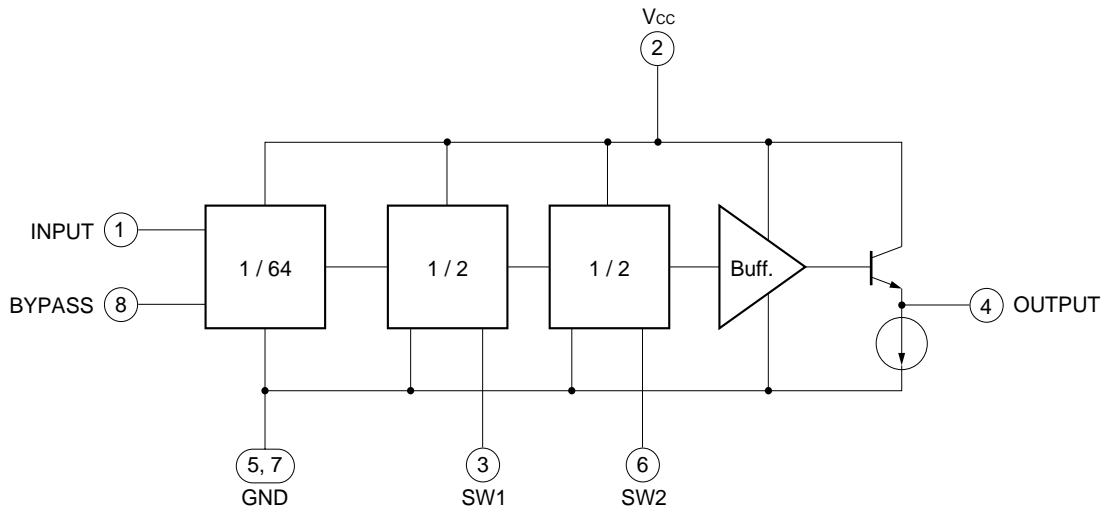 Vcc
2
INPUT 1
1 / 64
1 / 2
1 / 2
Buff.
BYPASS 8
4 OUTPUT
5, 7
GND
3
SW1
6
SW2